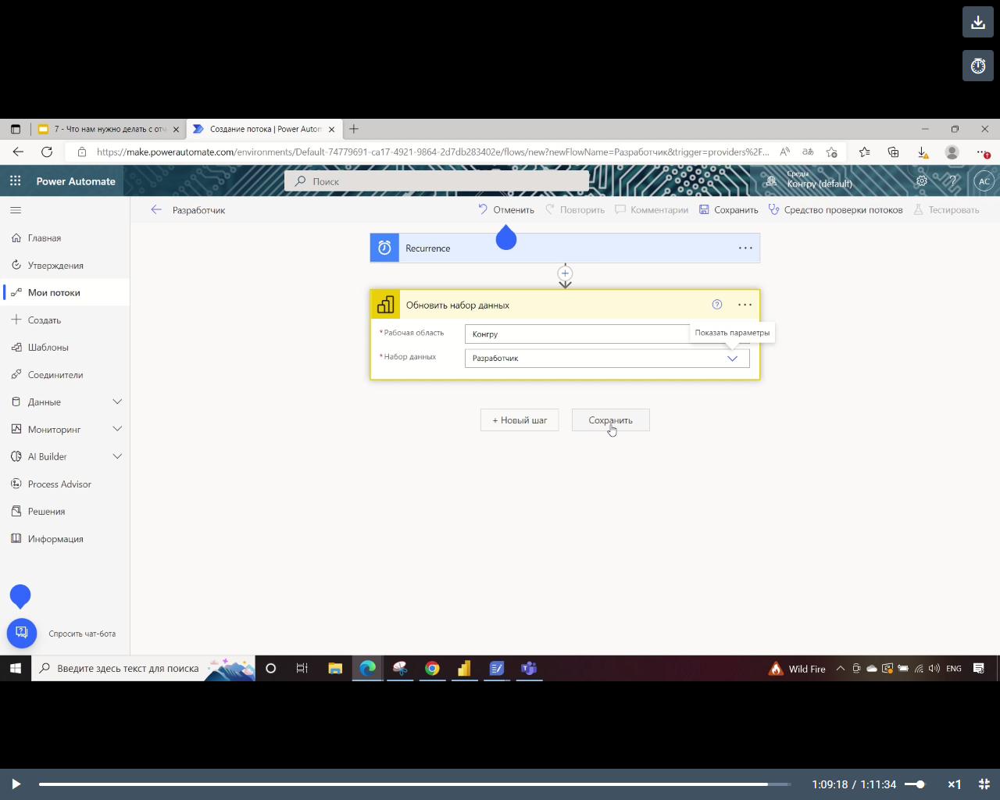 7 - Что нам нужно делать с отч
Создание потока | Power Autom
https://make.powerautomate.com/environments/Default-74779691-ca17-4921-9864-2d7db283402e/flows/new?newFlowName=Разработчик&trigger=providers%2F...
Power Automate
Поиск
Среды
Конгру (default)
AC
Разработчик
Отменить
Повторить
Комментарии
Сохранить
Средство проверки потоков
Тестировать
Главная
Утверждения
Мои потоки
Создать
Шаблоны
Соединители
Данные
Мониторинг
AI Builder
Process Advisor
Решения
Информация
Спросить чат-бота
Recurrence
Обновить набор данных
* Рабочая область
Конгру
Показать параметры
* Набор данных
Разработчик
+ Новый шаг
Сохранить
Введите здесь текст для поиска
Wild Fire
ENG
1:09:18 / 1:11:34
×1